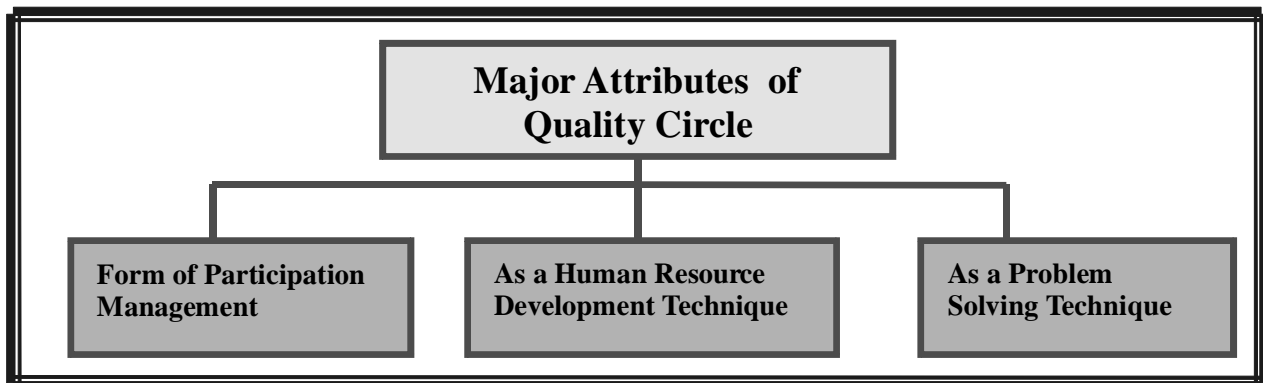 Major Attributes of
Quality Circle
Form of Participation
Management
As a Human Resource
Development Technique
As a Problem
Solving Technique